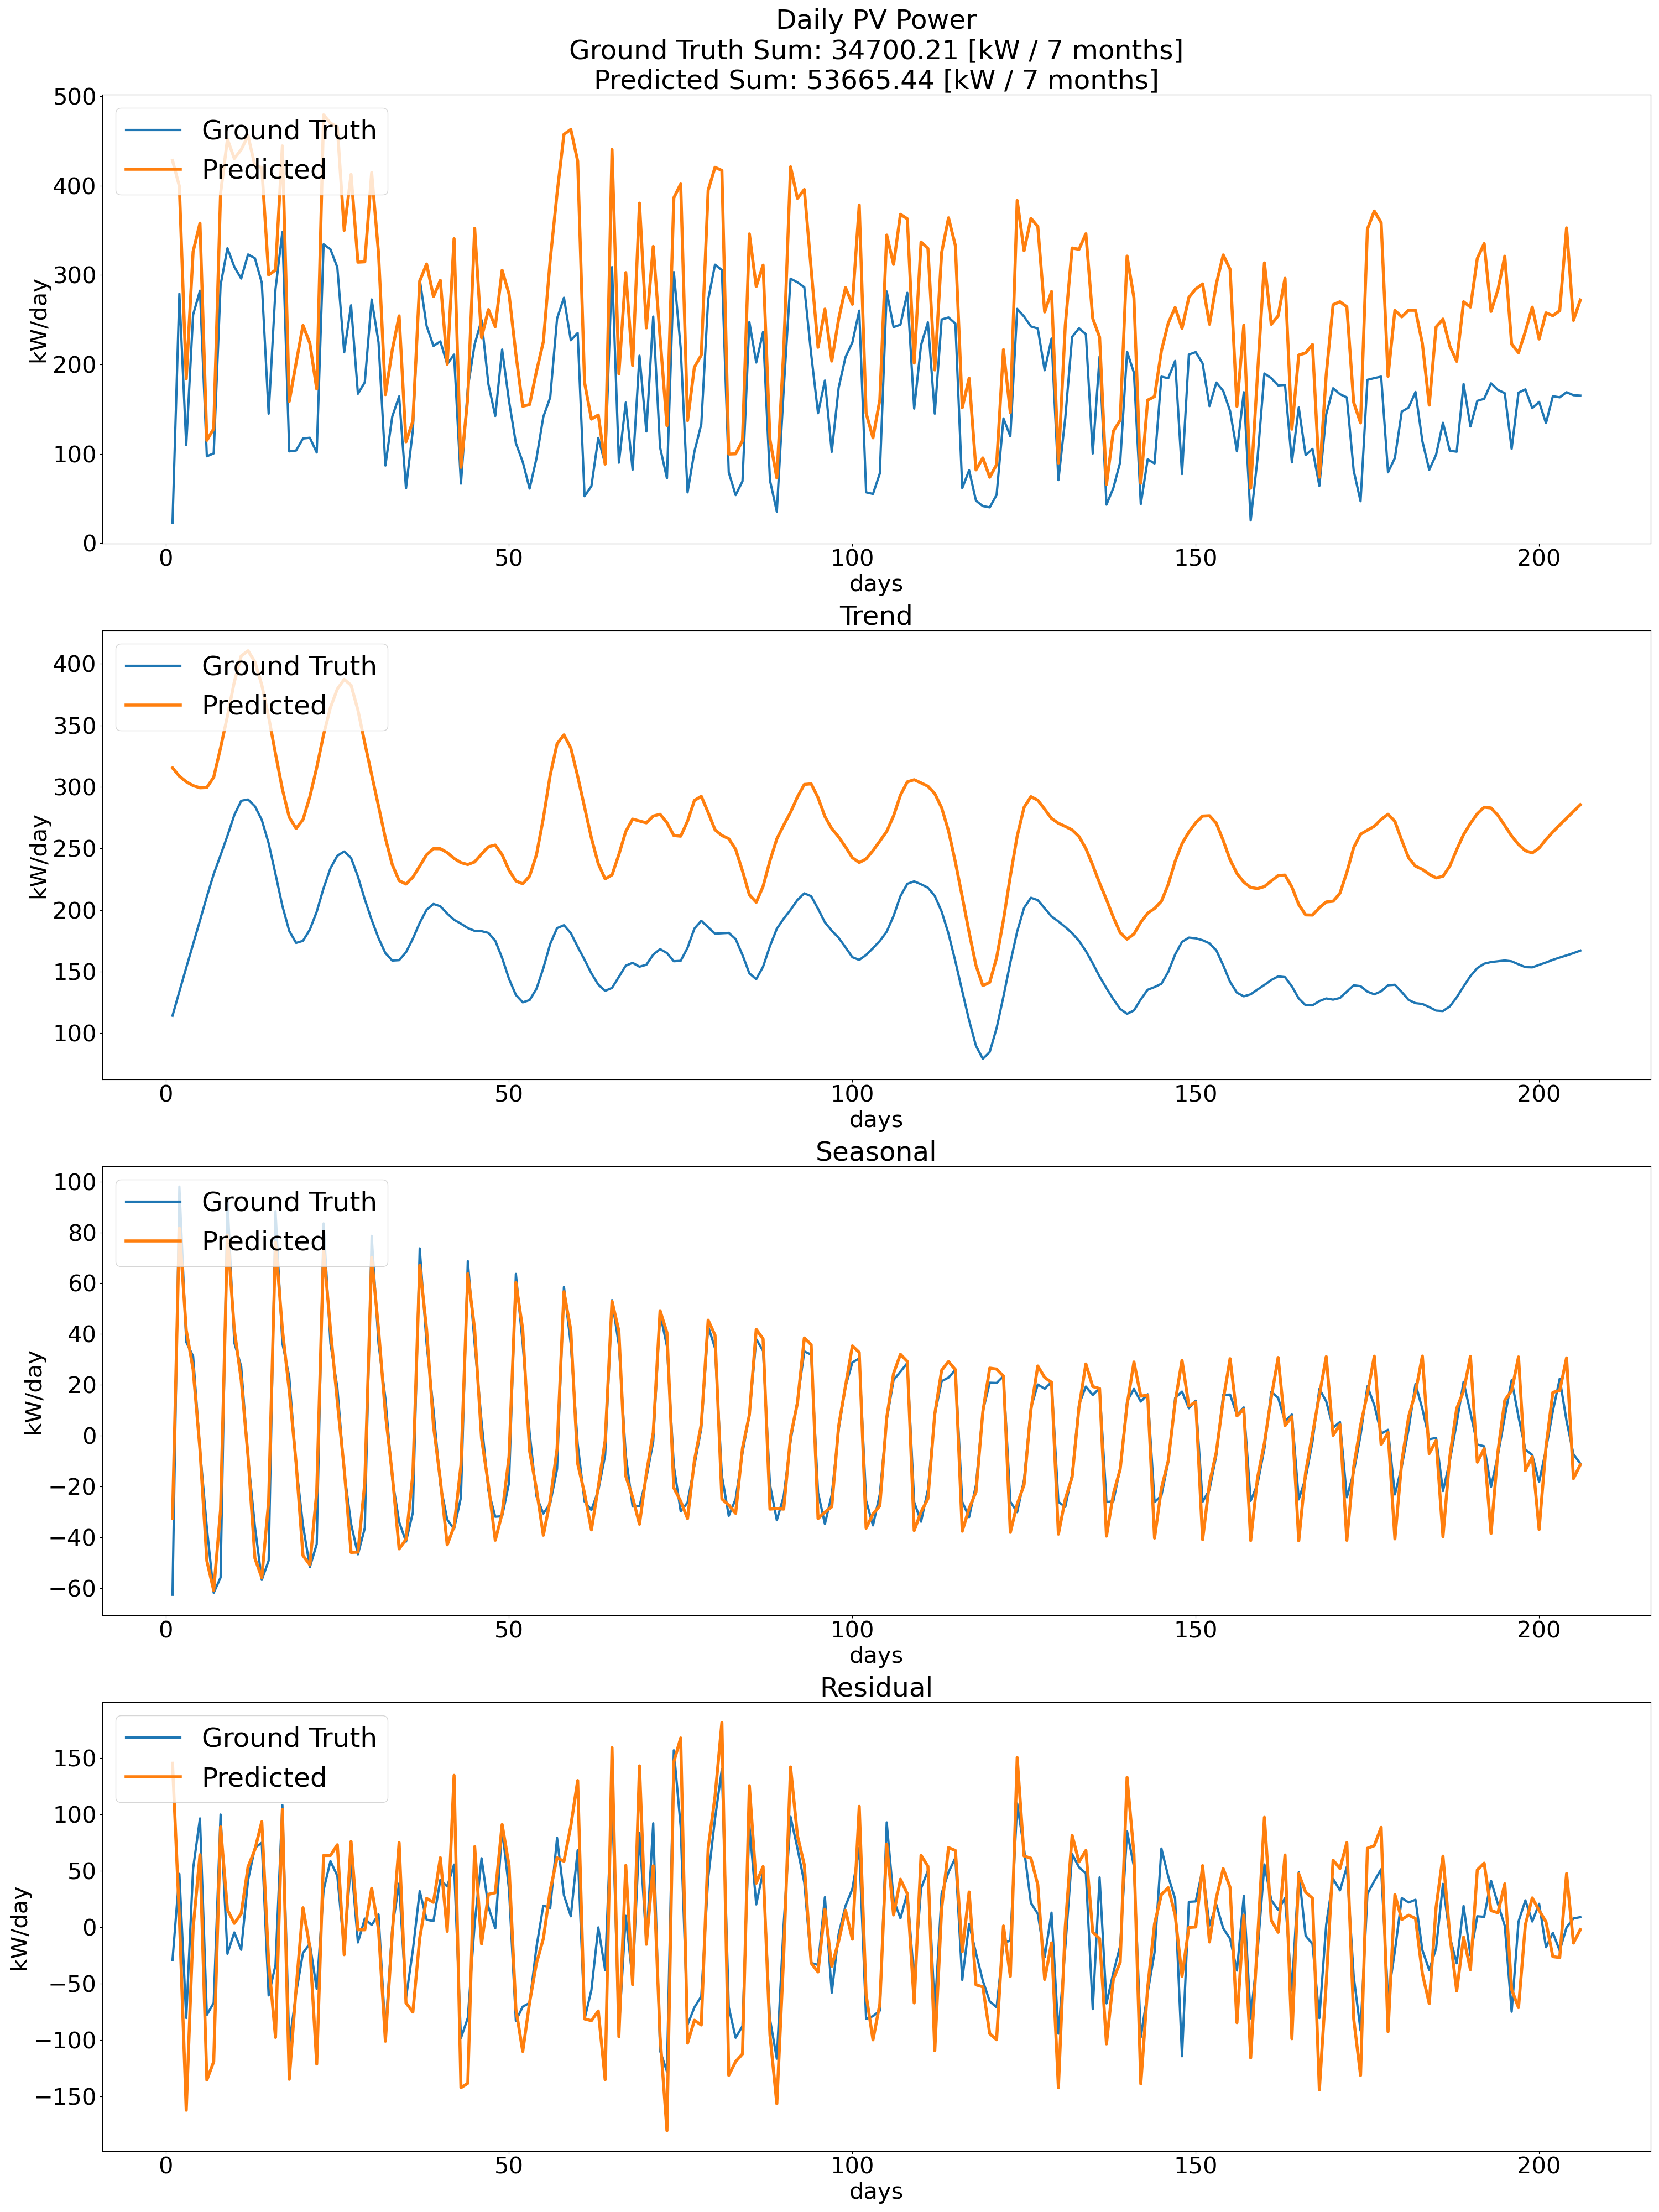 Daily PV Power
Ground Truth Sum: 34700.21 [kW / 7 months]
Predicted Sum: 53665.44 [kW / 7 months]
500
400
300
200
100
0
kW/day
Ground Truth
Predicted
0 50 100 150 200
days
Trend
400
350
300
250
200
150
100
kW/day
Ground Truth
Predicted
0 50 100 150 200
days
Seasonal
100
80
60
40
20
0
−20
−40
−60
kW/day
Ground Truth
Predicted
0 50 100 150 200
days
Residual
150
100
50
0
−50
−100
−150
kW/day
Ground Truth
Predicted
0 50 100 150 200
days